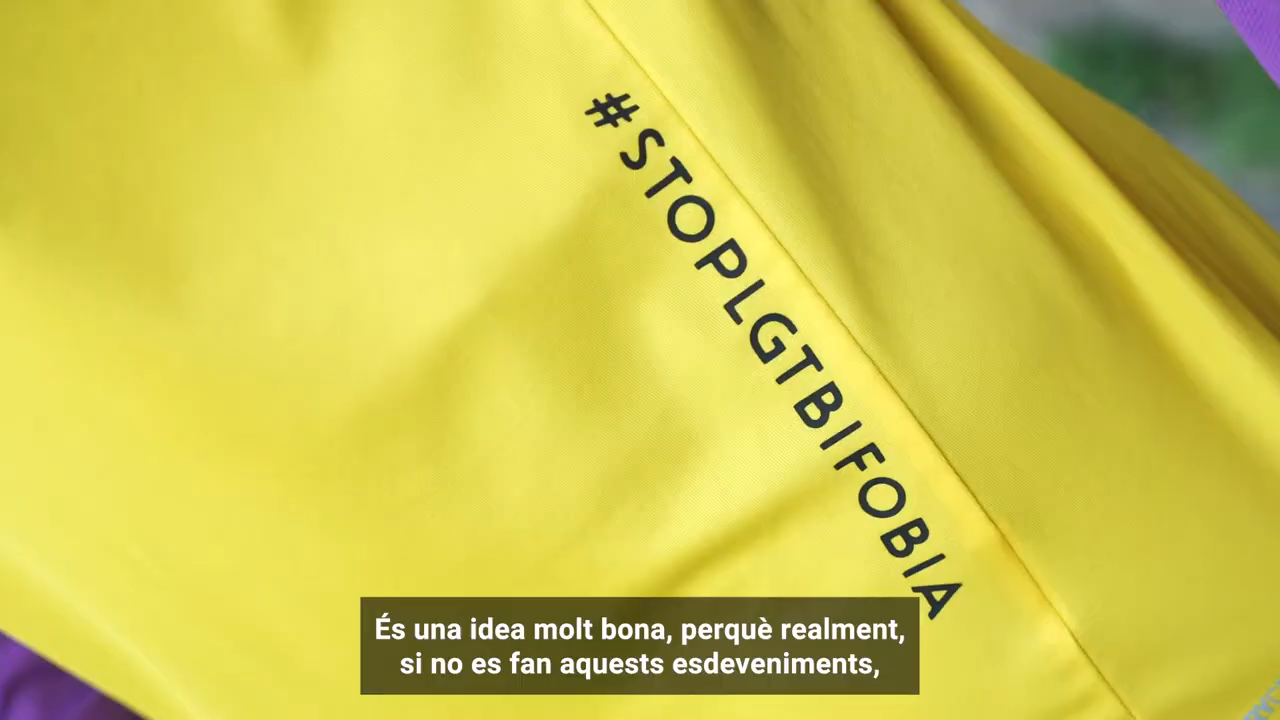 #STOPLGTBIFOBIA
És una idea molt bona, perquè realment,
si no es fan aquests esdeveniments,